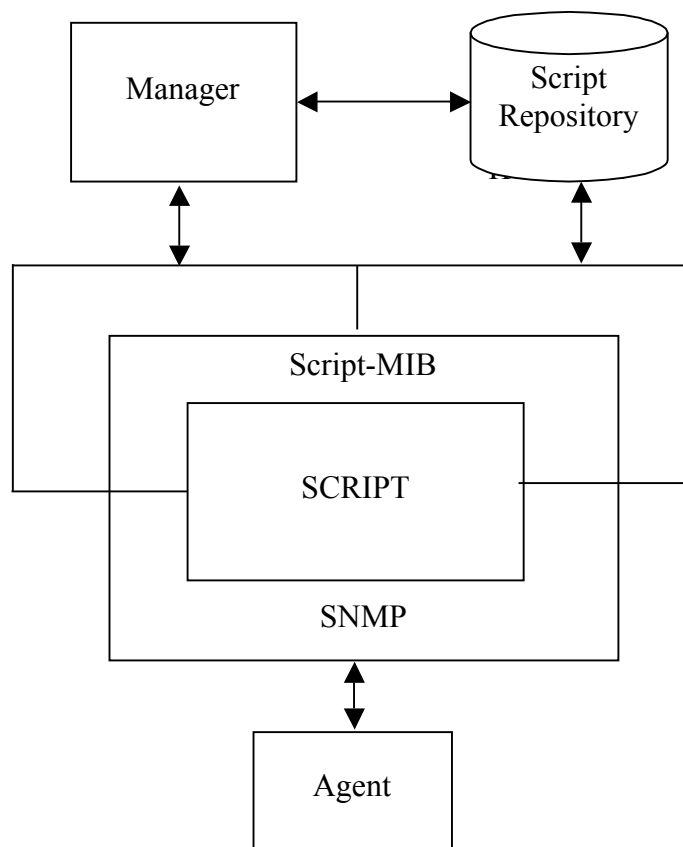 Manager
Script
Repository
Script-MIB
SCRIPT
SNMP
Agent